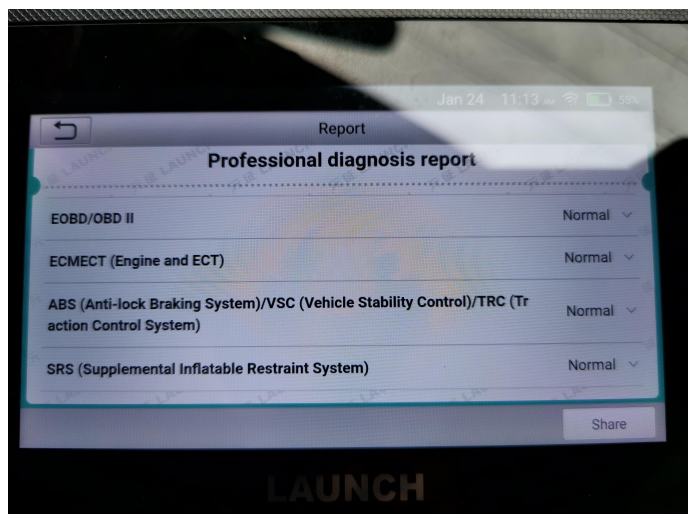 Jan 24 11:13 AM 55%
Report
Professional diagnosis report
EOBD/OBD II Normal
ECMECT (Engine and ECT) Normal
ABS (Anti-lock Braking System)/VSC (Vehicle Stability Control)/TRC (Tr
action Control System) Normal
SRS (Supplemental Inflatable Restraint System) Normal
Share
LAUNCH